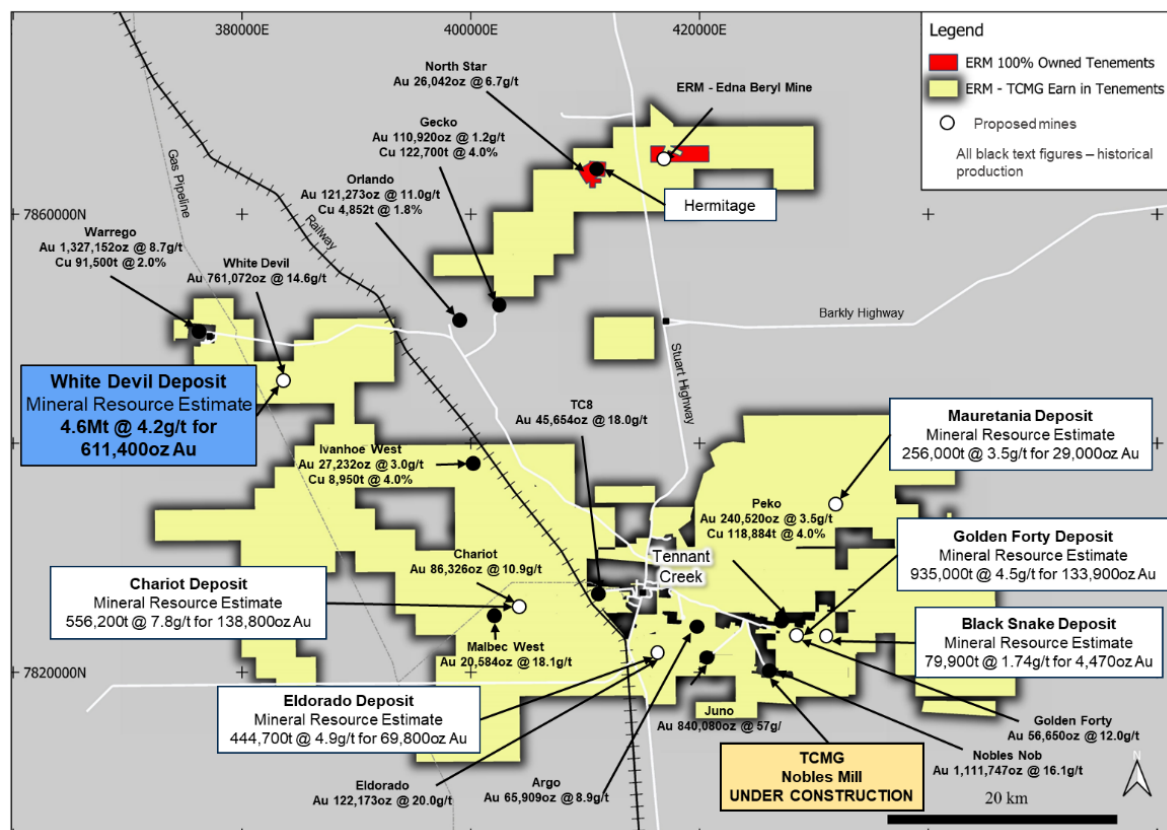 380000E
400000E
420000E
Legend
ERM 100% Owned Tenements
ERM - TCMG Earn in Tenements
Proposed mines
All black text figures – historical
production
North Star
Au 26,042oz @ 6.7g/t
ERM - Edna Beryl Mine
Gecko
Au 110,920oz @ 1.2g/t
Cu 122,700t @ 4.0%
Orlando
Au 121,273oz @ 11.0g/t
Cu 4,852t @ 1.8%
Hermitage
Gas Pipeline
Railway
7860000N
Warrego
Au 1,327,152oz @ 8.7g/t
Cu 91,500t @ 2.0%
White Devil
Au 761,072oz @ 14.6g/t
Barkly Highway
Stuart Highway
White Devil Deposit
Mineral Resource Estimate
4.6Mt @ 4.2g/t for
611,400oz Au
TC8
Au 45,654oz @ 18.0g/t
Mauretania Deposit
Mineral Resource Estimate
256,000t @ 3.5g/t for 29,000oz Au
Ivanhoe West
Au 27,232oz @ 3.0g/t
Cu 8,950t @ 4.0%
Peko
Au 240,520oz @ 3.5g/t
Cu 118,884t @ 4.0%
Golden Forty Deposit
Mineral Resource Estimate
935,000t @ 4.5g/t for 133,900oz Au
Tennant
Creek
Chariot
Au 86,326oz @ 10.9g/t
Chariot Deposit
Mineral Resource Estimate
556,200t @ 7.8g/t for 138,800oz Au
Black Snake Deposit
Mineral Resource Estimate
79,900t @ 1.74g/t for 4,470oz Au
Malbec West
Au 20,584oz @ 18.1g/t
7820000N
Eldorado Deposit
Mineral Resource Estimate
444,700t @ 4.9g/t for 69,800oz Au
Juno
Au 840,080oz @ 57g/
Golden Forty
Au 56,650oz @ 12.0g/t
TCMG
Nobles Mill
UNDER CONSTRUCTION
Nobles Nob
Au 1,111,747oz @ 16.1g/t
Eldorado
Au 122,173oz @ 20.0g/t
Argo
Au 65,909oz @ 8.9g/t
N
20 km